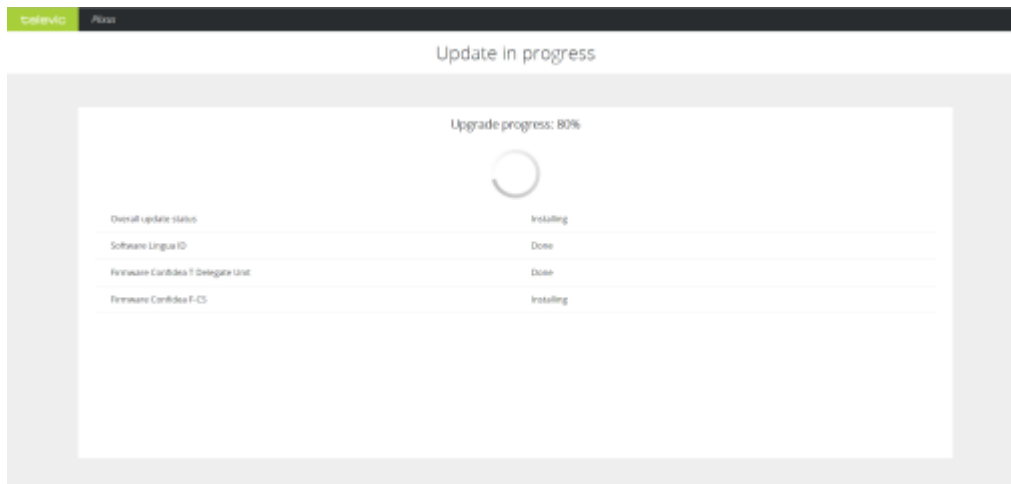 televic Plixus
Update in progress
Upgrade progress: 80%
Overall update status Installing
Software Lingua ID Done
Firmware Confidea T Delegate Unit Done
Firmware Confidea F-CS Installing